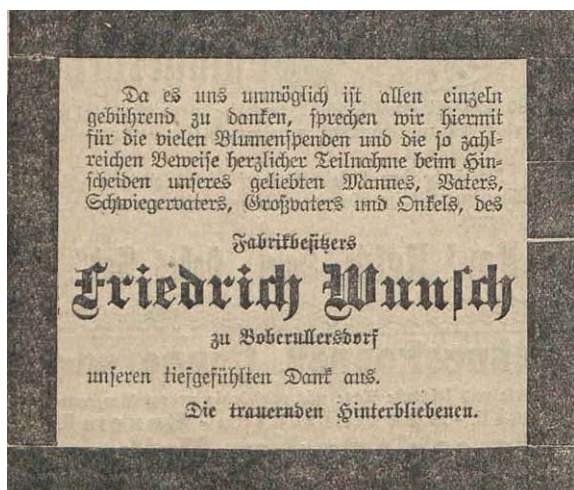 Da es uns unmöglich ist allen einzeln
gebührend zu danken, sprechen wir hiermit
für die vielen Blumenspenden und die so zahl-
reichen Beweise herzlicher Teilnahme beim Hin-
scheiden unseres geliebten Mannes, Vaters,
Schwiegervaters, Großvaters und Onkels, des
Fabrikbesitzers
Friedrich Wunsch
zu Boberullersdorf
unseren tiefgefühlten Dank aus.
Die trauernden Hinterbliebenen.